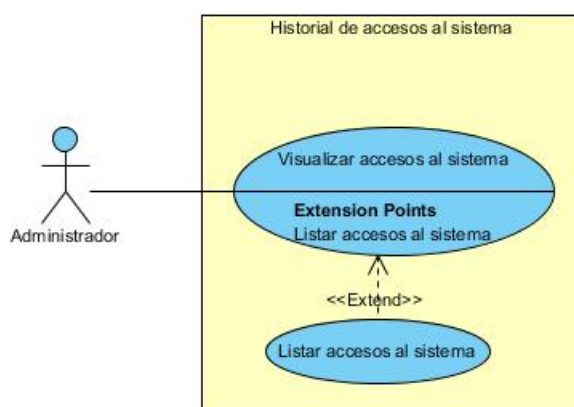 Historial de accesos al sistema
Visualizar accesos al sistema
Extension Points
Listar accesos al sistema
Administrador
<<Extend>>
Listar accesos al sistema